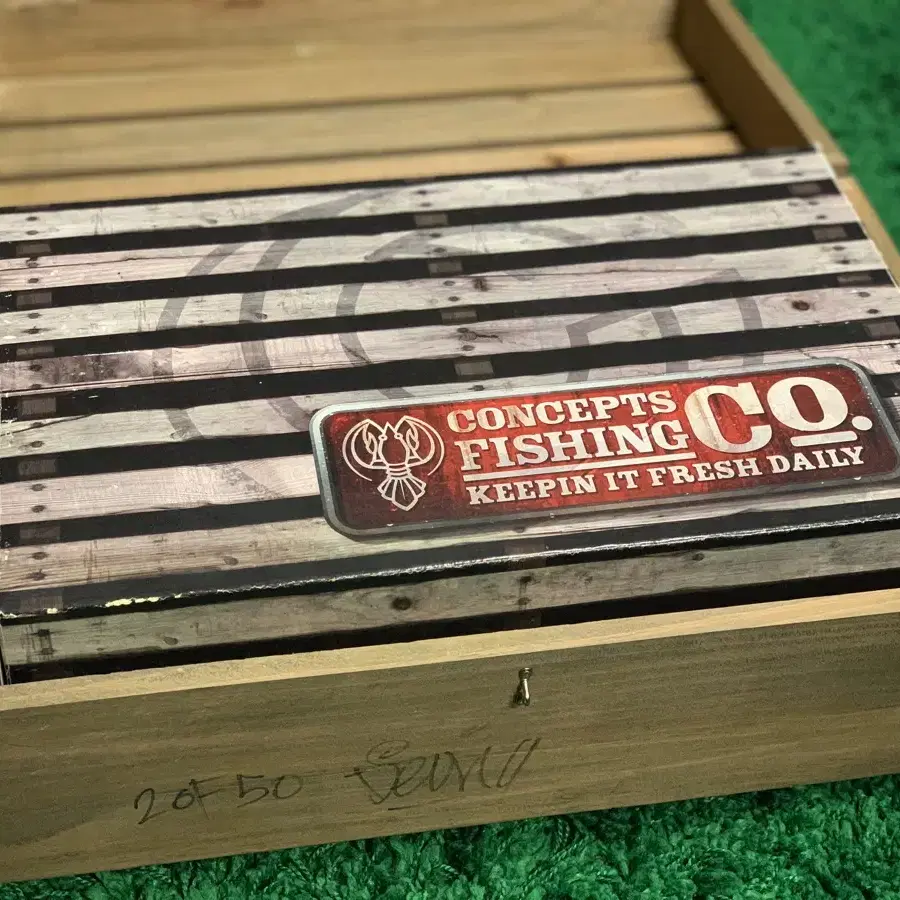 CONCEPTS
FISHING CO.
KEEPIN IT FRESH DAILY
2 OF 50